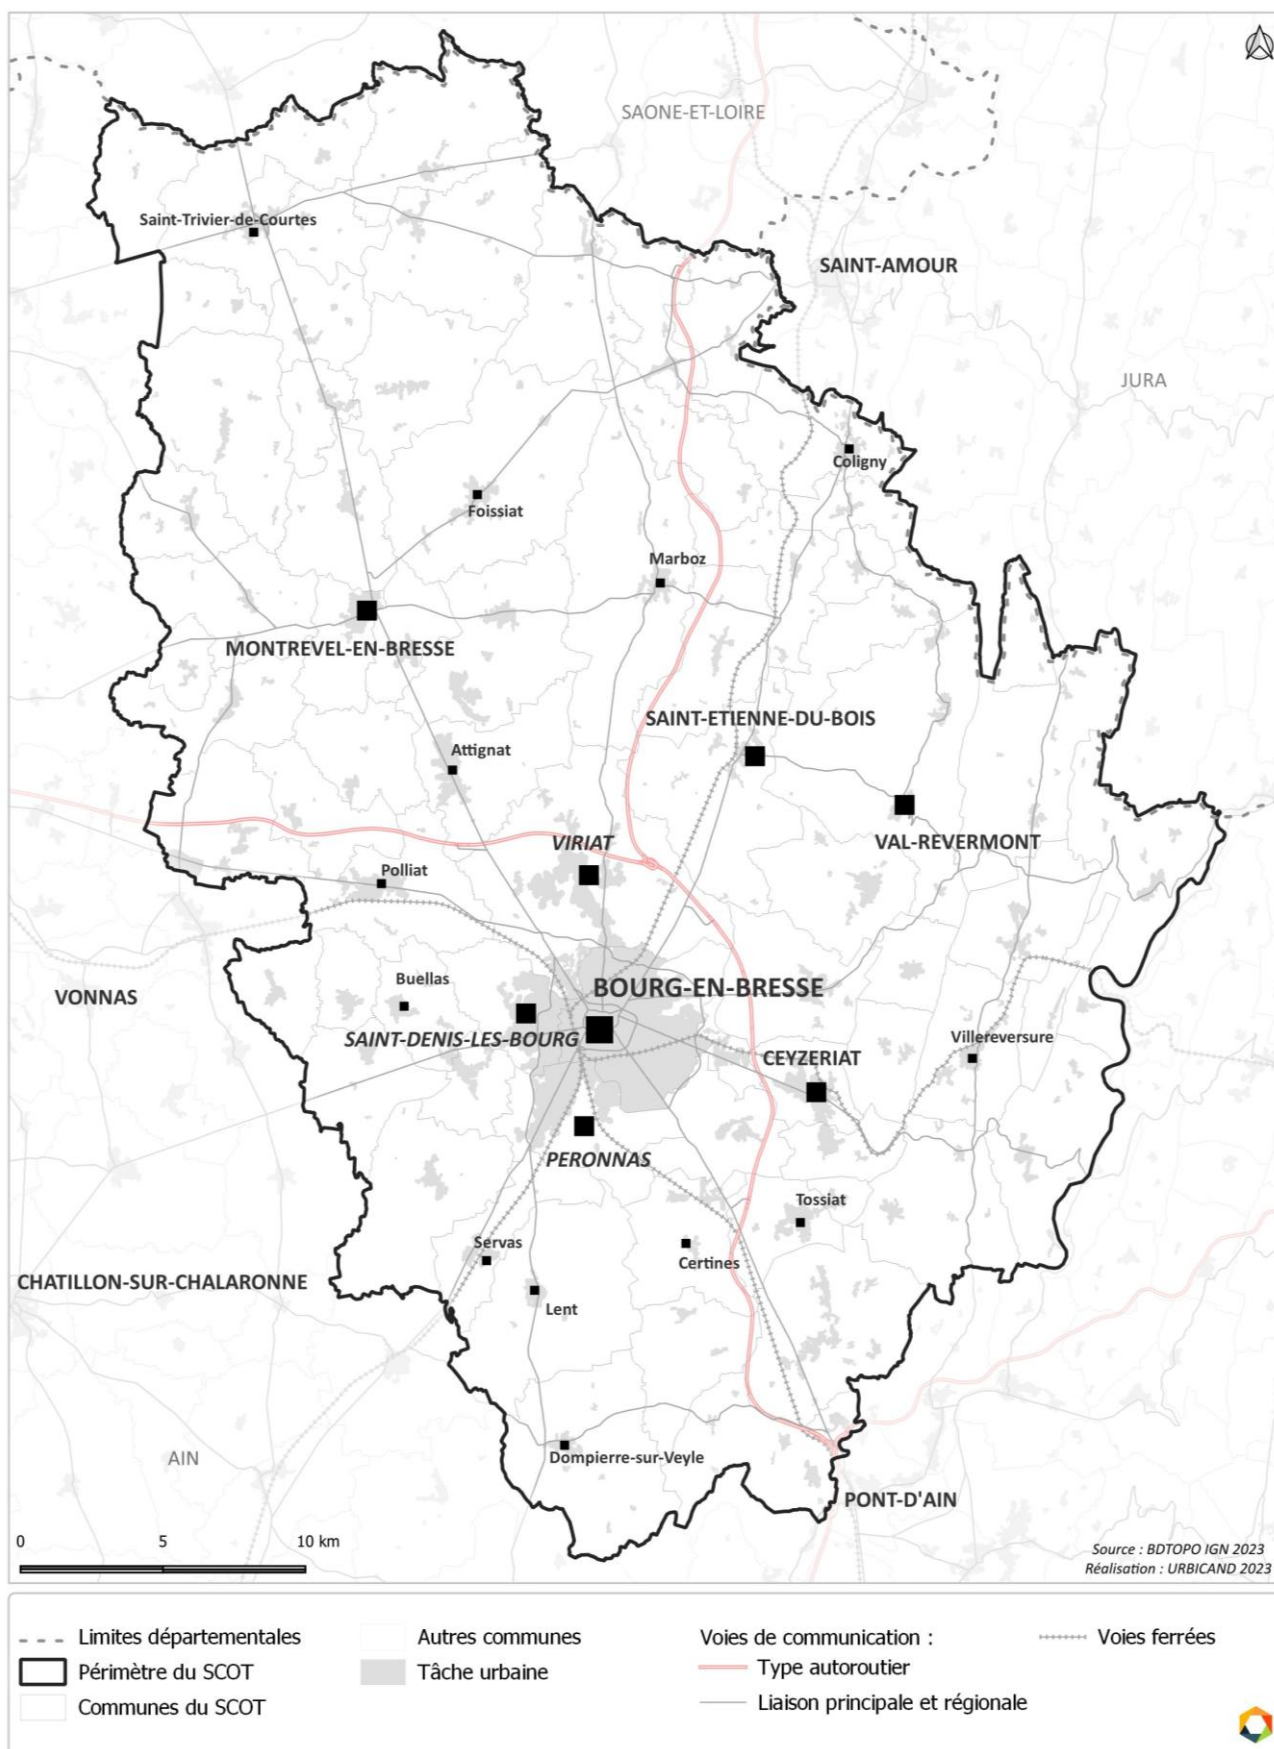 SAONE-ET-LOIRE
Saint-Trivier-de-Courtes
SAINT-AMOUR
JURA
Coligny
Foissiat
Marboz
MONTREVEL-EN-BRESSE
SAINT-ETIENNE-DU-BOIS
Attignat
VIRIAT
VAL-REVERMONT
Polliat
Buellas
BOURG-EN-BRESSE
VONNAS
SAINT-DENIS-LES-BOURG
Villereversure
CEYZERIAT
PERONNAS
Tossiat
Servas
Certines
CHATILLON-SUR-CHALARONNE
Lent
AIN
Dompierre-sur-Veyle
PONT-D'AIN
0 5 10 km
Source : BDTOPO IGN 2023
Réalisation : URBICAND 2023
Limites départementales
Périmètre du SCOT
Communes du SCOT
Autres communes
Tâche urbaine
Voies de communication :
Type autoroutier
Liaison principale et régionale
Voies ferrées